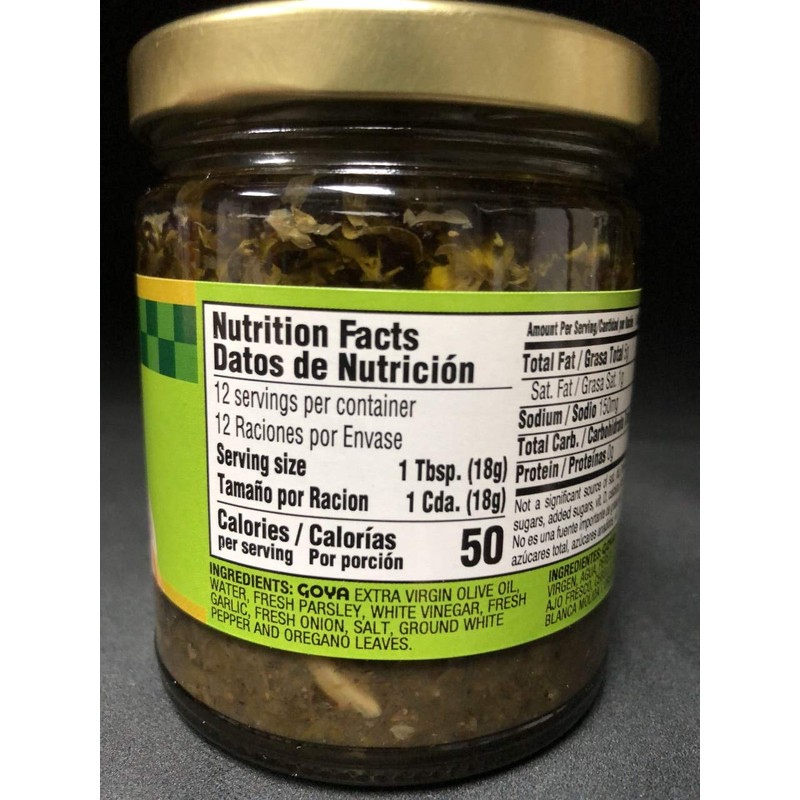 Nutrition Facts
Datos de Nutrición
12 servings per container
12 Raciones por Envase
Serving size 1 Tbsp. (18g)
Tamaño por Racion 1 Cda. (18g)
Calories / Calorías 50
per serving Por porción
Amount Per Serving/Cantidad por
Total Fat / Grasa Total
Sat. Fat / Grasa Sat. 1g
Sodium / Sodio 150mg
Total Carb. / Carbohidrato
Protein / Proteínas 0g
Not a significant source of
sugars, added sugars, vit. D,
No es una fuente importante de
azúcares total, azúcares
INGREDIENTS: GOYA EXTRA VIRGIN OLIVE OIL,
WATER, FRESH PARSLEY, WHITE VINEGAR, FRESH
GARLIC, FRESH ONION, SALT, GROUND WHITE
PEPPER AND OREGANO LEAVES.
INGREDIENTES:
VIRGEN, AGUA,
AJO FRESCO,
BLANCA MOLIDA